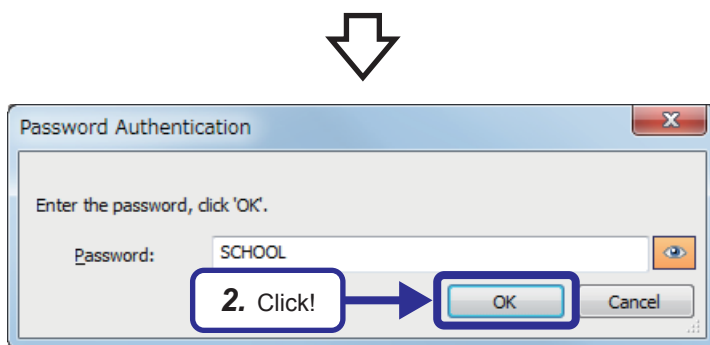 Password Authentication
Enter the password, click 'OK'.
Password: SCHOOL
2. Click!
OK Cancel